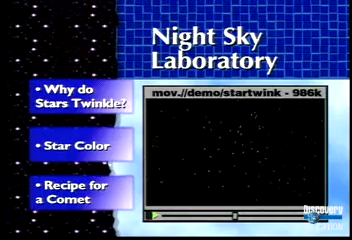 Night Sky
Laboratory
• Why do
Stars Twinkle?
mov.//demo/startwink - 986k
• Star Color
• Recipe for
a Comet
Discovery